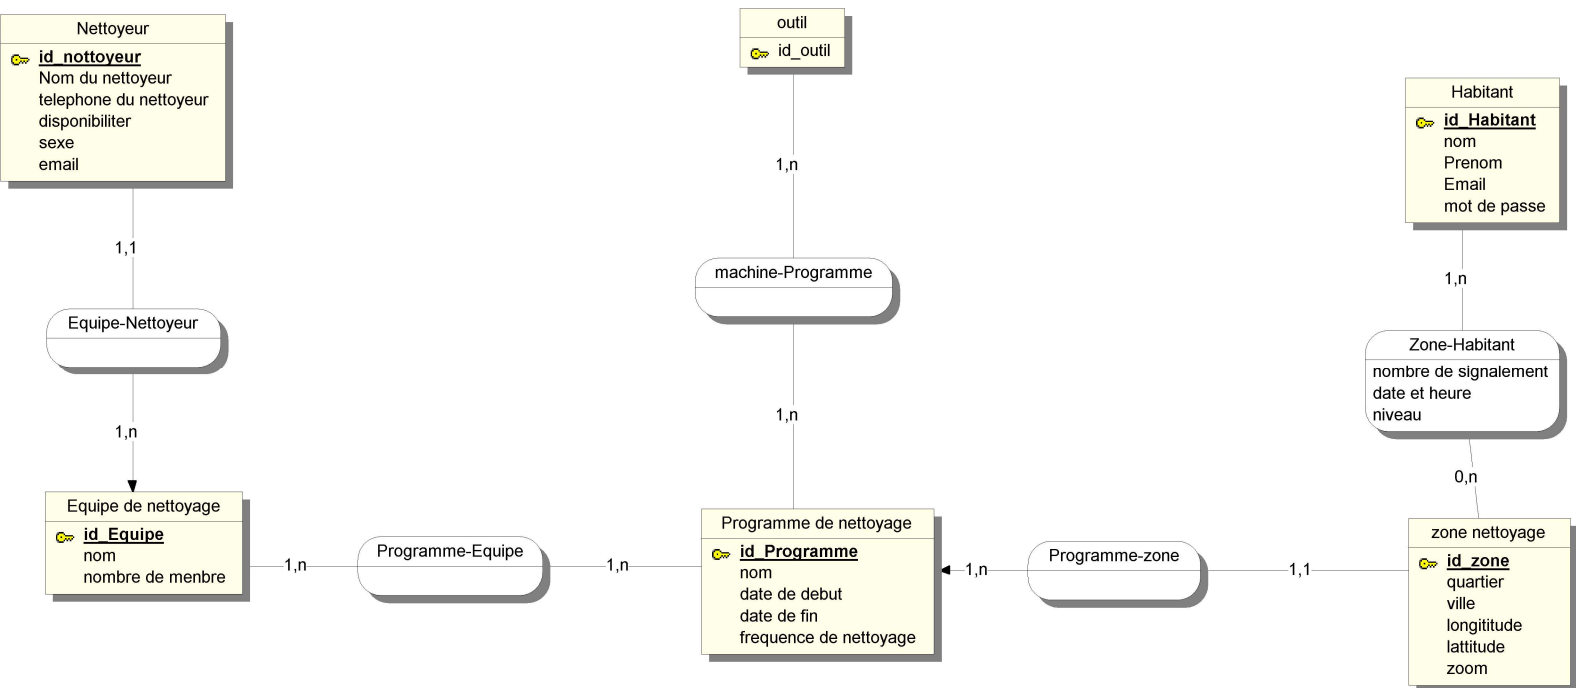 Nettoyeur
id_nottoyeur
Nom du nettoyeur
telephone du nettoyeur
disponibiliter
sexe
email
outil
id_outil
Habitant
id_Habitant
nom
Prenom
Email
mot de passe
1,1
1,n
1,n
Equipe-Nettoyeur
machine-Programme
Zone-Habitant
nombre de signalement
date et heure
niveau
1,n
1,n
0,n
Equipe de nettoyage
id_Equipe
nom
nombre de menbre
1,n
Programme-Equipe
1,n
Programme de nettoyage
id_Programme
nom
date de debut
date de fin
frequence de nettoyage
1,n
Programme-zone
1,1
zone nettoyage
id_zone
quartier
ville
longititude
lattitude
zoom